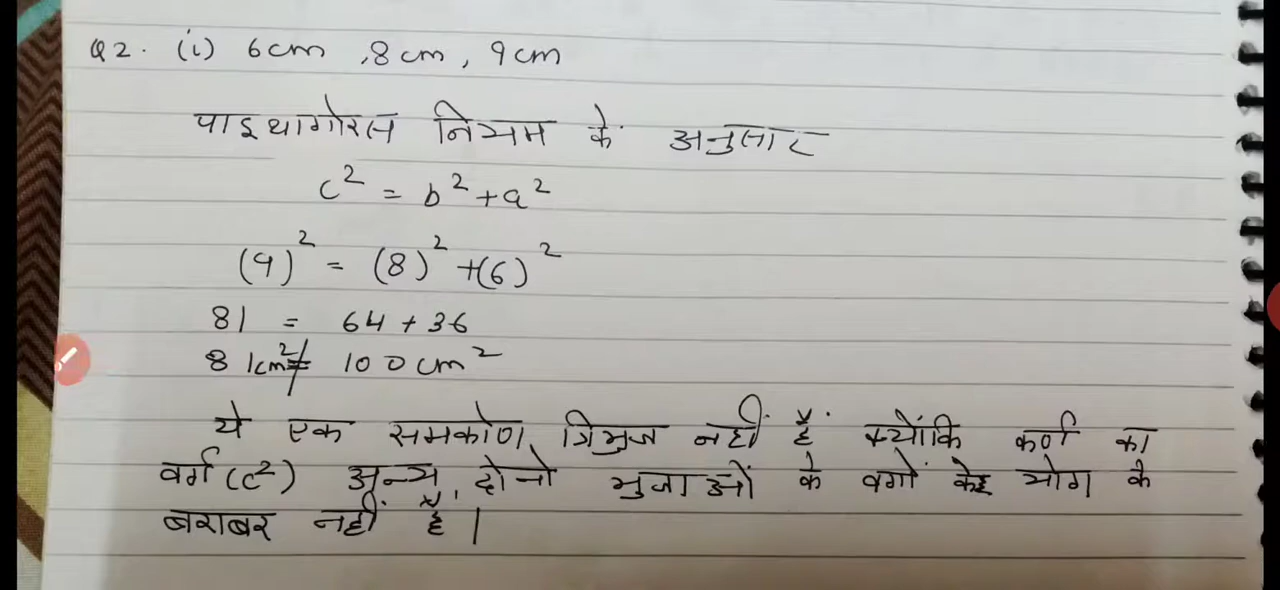 Q2. (i) 6cm , 8cm, 9cm
पाइथागोरस नियम के अनुसार
c² = b² + a²
(9)² = (8)² + (6)²
81 = 64 + 36
81cm² ≠ 100cm²
ये एक समकोण त्रिभुज नहीं है क्योंकि कर्ण का
वर्ग (c²) अन्य दोनो भुजाओं के वर्गों के योग के
बराबर नहीं है।